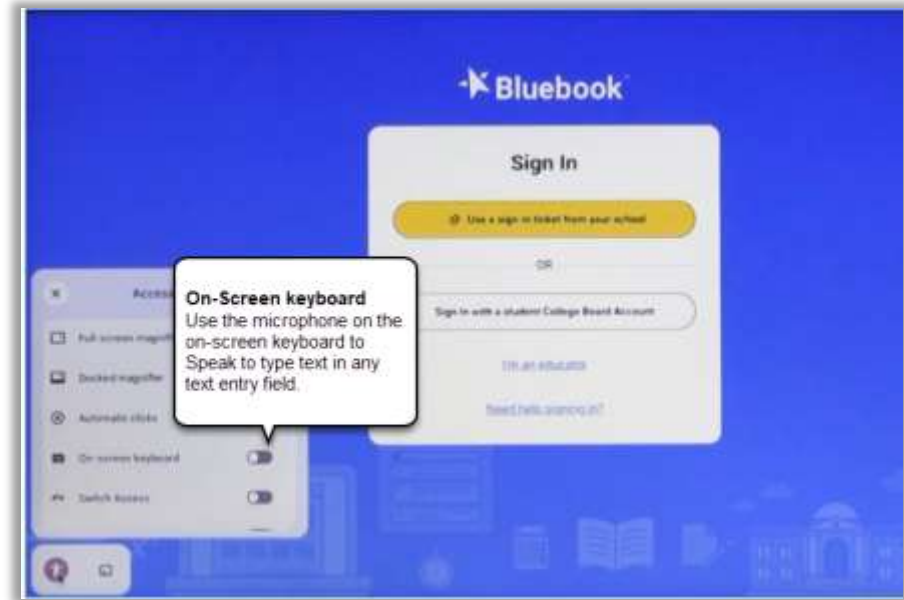 Bluebook
Sign In
Use a sign in ticket from your school
OR
Sign in with a student College Board Account
I'm an educator
Need help signing in?
On-Screen keyboard
Use the microphone on the
on-screen keyboard to
Speak to type text in any
text entry field.
Full screen
Docked magnifier
Automatic clicks
On-screen keyboard
Switch Access